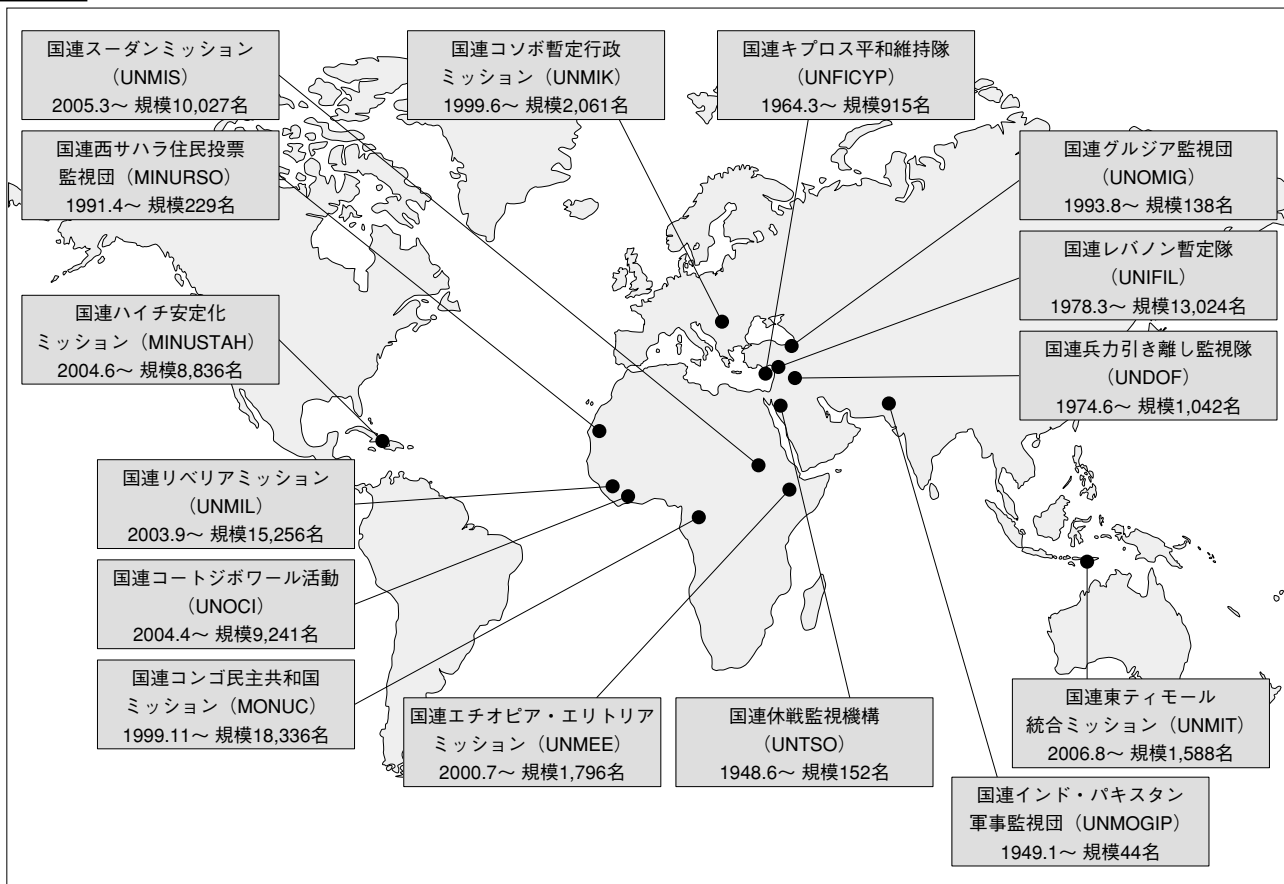 国連スーダンミッション
（UNMIS）
2005.3～ 規模10,027名
国連コソボ暫定行政
ミッション（UNMIK）
1999.6～ 規模2,061名
国連キプロス平和維持隊
（UNFICYP）
1964.3～ 規模915名
国連西サハラ住民投票
監視団（MINURSO）
1991.4～ 規模229名
国連グルジア監視団
（UNOMIG）
1993.8～ 規模138名
国連レバノン暫定隊
（UNIFIL）
1978.3～ 規模13,024名
国連ハイチ安定化
ミッション（MINUSTAH）
2004.6～ 規模8,836名
国連兵力引き離し監視隊
（UNDOF）
1974.6～ 規模1,042名
国連リベリアミッション
（UNMIL）
2003.9～ 規模15,256名
国連コートジボワール活動
（UNOCI）
2004.4～ 規模9,241名
国連コンゴ民主共和国
ミッション（MONUC）
1999.11～ 規模18,336名
国連エチオピア・エリトリア
ミッション（UNMEE）
2000.7～ 規模1,796名
国連休戦監視機構
（UNTSO）
1948.6～ 規模152名
国連東ティモール
統合ミッション（UNMIT）
2006.8～ 規模1,588名
国連インド・パキスタン
軍事監視団（UNMOGIP）
1949.1～ 規模44名